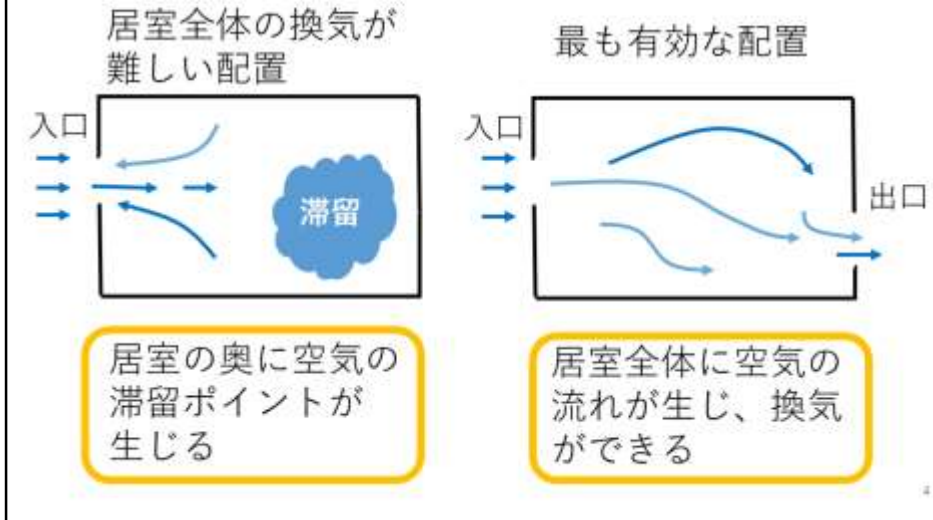 居室全体の換気が
難しい配置
入口
滞留
居室の奥に空気の
滞留ポイントが
生じる
最も有効な配置
入口
出口
居室全体に空気の
流れが生じ、換気
ができる